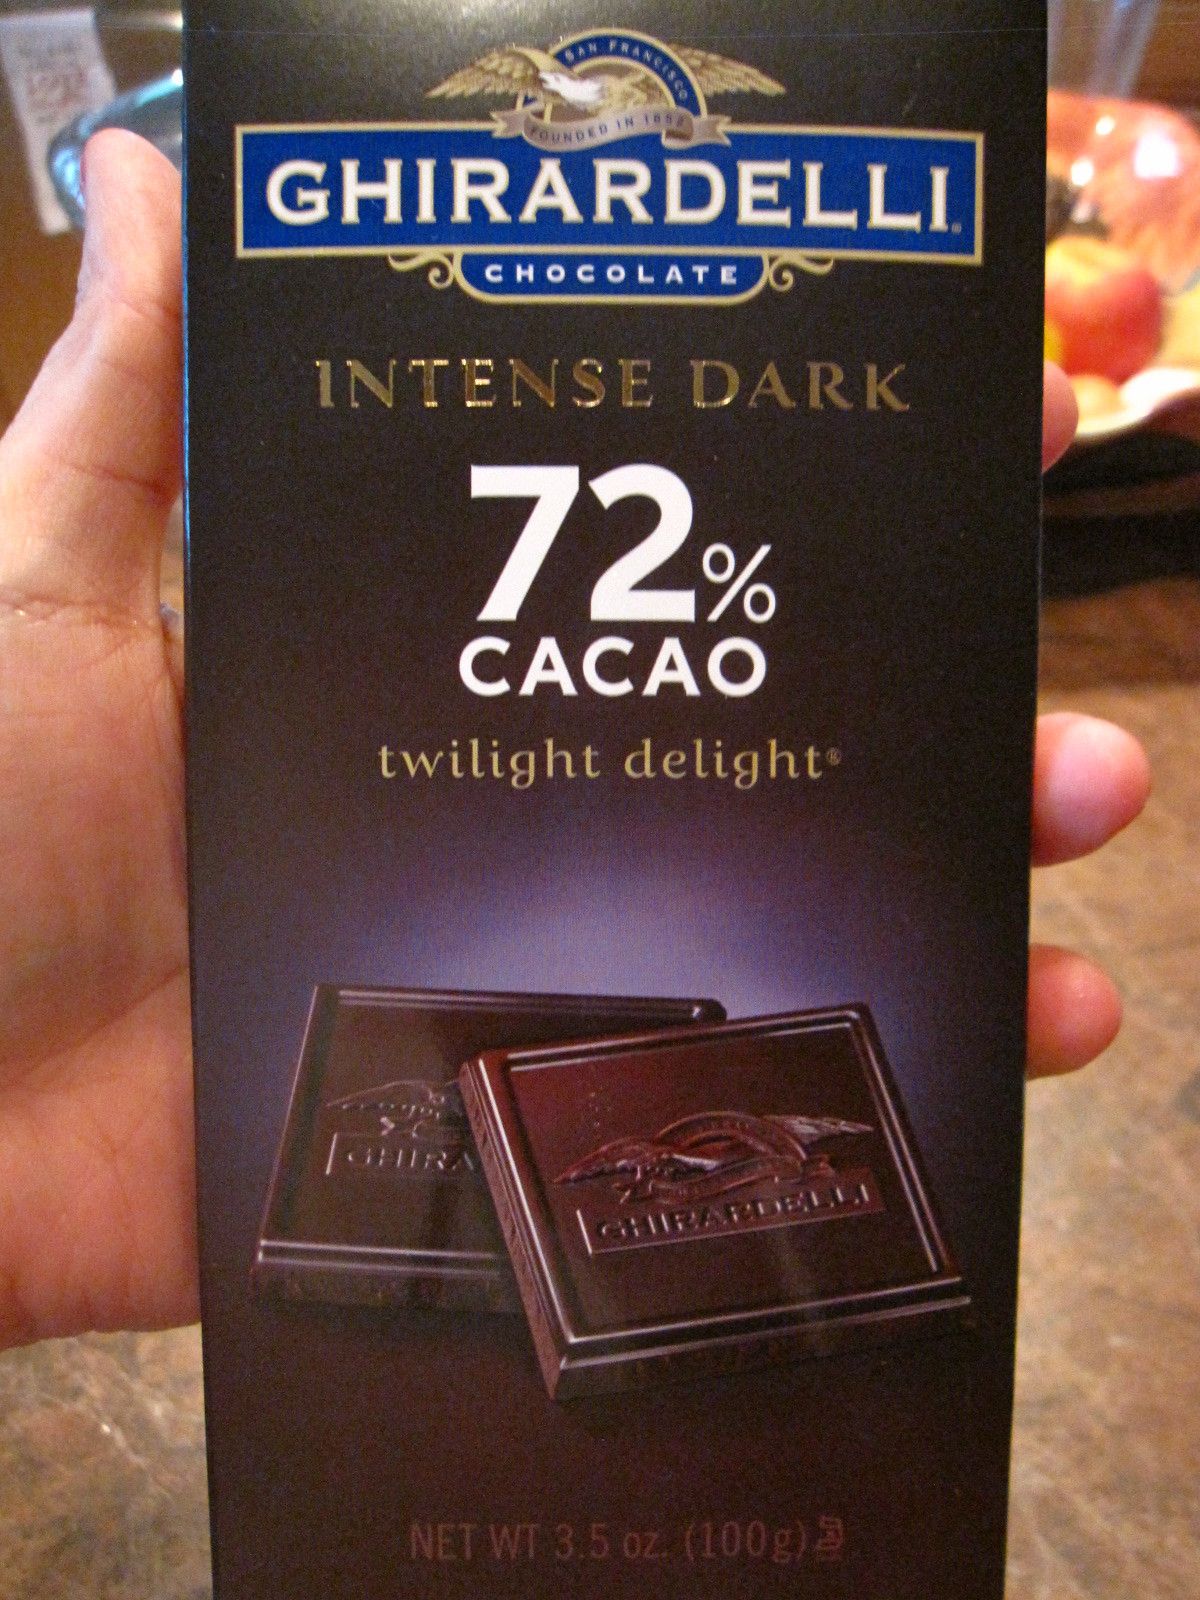 SAN FRANCISCO
FOUNDED IN 1852
GHIRARDELLI
CHOCOLATE
INTENSE DARK
72%
CACAO
twilight delight®
GHIRA
GHIRARDELLI
NET WT 3.5 oz. (100g)